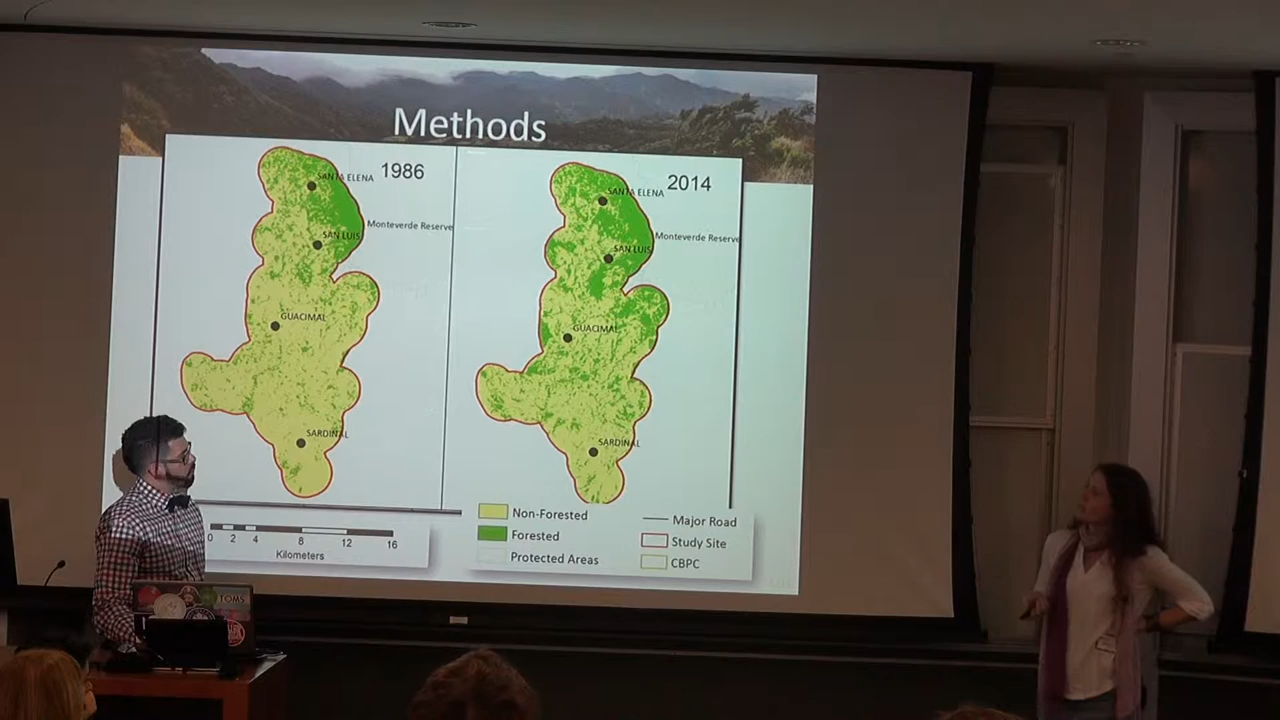 Methods
1986
SANTA ELENA
Monteverde Reserve
SAN LUIS
GUACIMAL
SARDINAL
2014
SANTA ELENA
Monteverde Reserve
SAN LUIS
GUACIMAL
SARDINAL
0 2 4 8 12 16
Kilometers
Non-Forested
Forested
Protected Areas
Major Road
Study Site
CBPC
TOMS